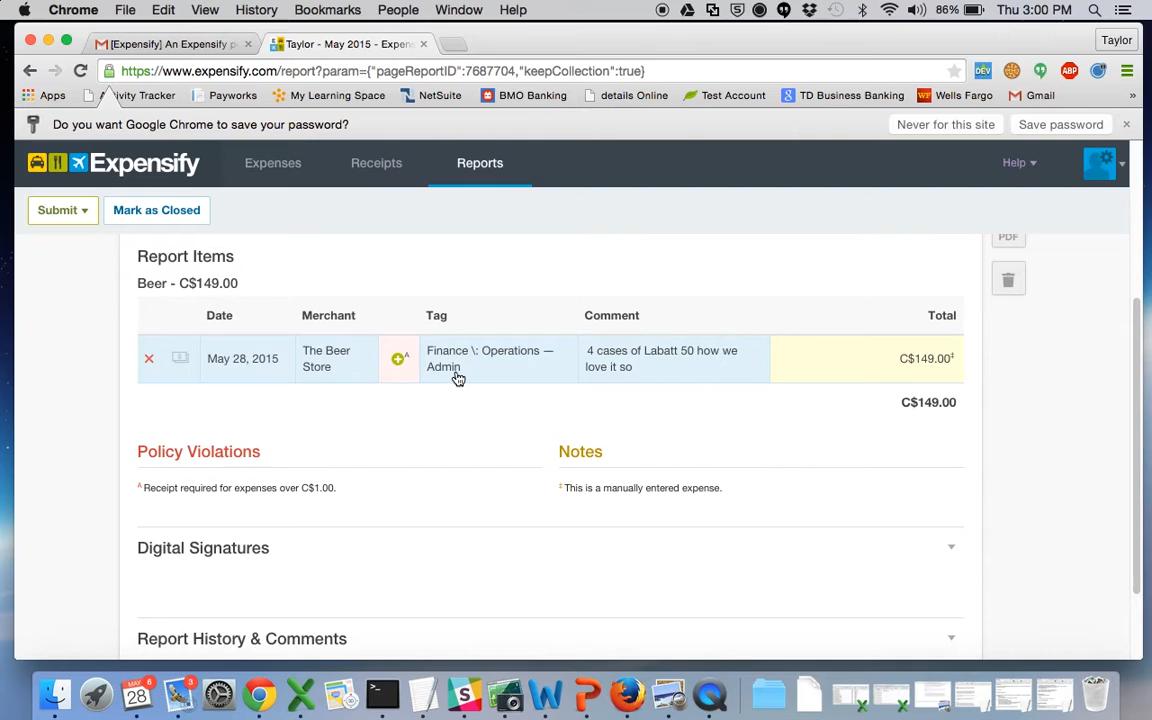 Chrome File Edit View History Bookmarks People Window Help 86% Thu 3:00 PM
[Expensify] An Expensify p Taylor - May 2015 - Expen Taylor
https://www.expensify.com/report?param={"pageReportID":7687704,"keepCollection":true}
Apps Activity Tracker Payworks My Learning Space NetSuite BMO Banking details Online Test Account TD Business Banking Wells Fargo Gmail »
Do you want Google Chrome to save your password? Never for this site Save password
Expensify Expenses Receipts Reports Help
Submit Mark as Closed
PDF
Report Items
Beer - C$149.00
Date Merchant Tag Comment Total
May 28, 2015 The Beer Store A Finance \: Operations — Admin 4 cases of Labatt 50 how we love it so C$149.00‡
C$149.00
Policy Violations Notes
A Receipt required for expenses over C$1.00. ‡ This is a manually entered expense.
Digital Signatures
Report History & Comments